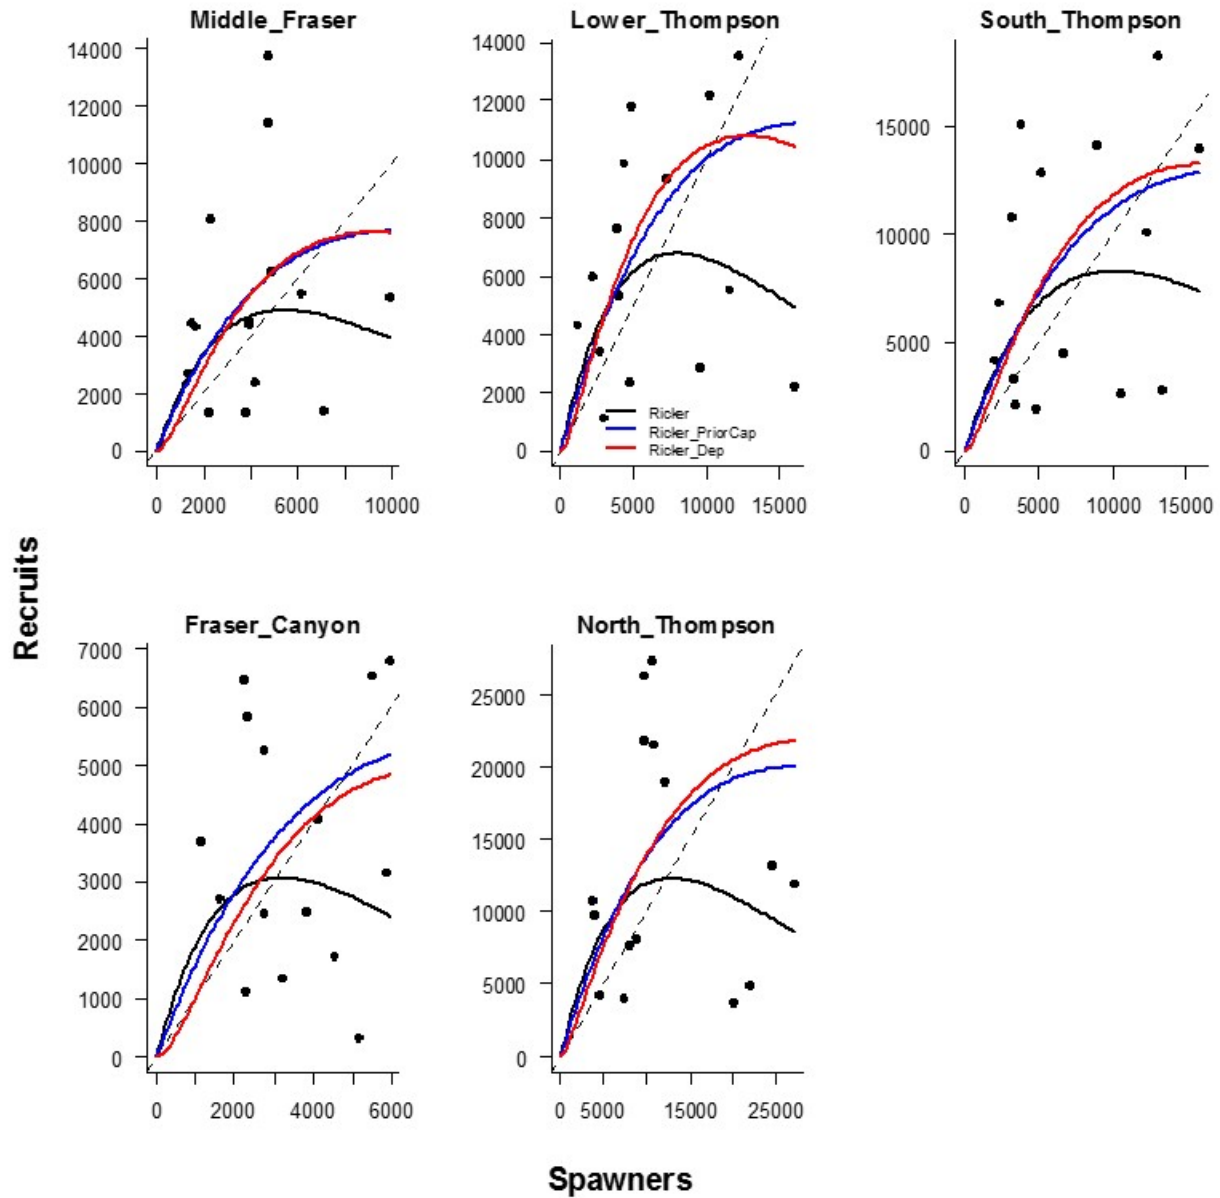 Middle_Fraser
14000
12000
10000
8000
6000
4000
2000
0
0 2000 6000 10000
Lower_Thompson
14000
12000
10000
8000
6000
4000
2000
0
Ricker
Ricker_PriorCap
Ricker_Dep
0 5000 10000 15000
South_Thompson
15000
10000
5000
0
0 5000 10000 15000
Recruits
Fraser_Canyon
7000
6000
5000
4000
3000
2000
1000
0
0 2000 4000 6000
North_Thompson
25000
20000
15000
10000
5000
0
0 5000 15000 25000
Spawners